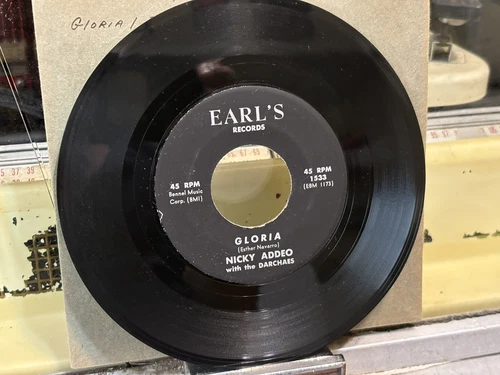 GLORIA
EARL'S
RECORDS
45 RPM
Bennel Music
Corp. (BMI)
45 RPM
1533
(EBM 1173)
GLORIA
(Esther Navarro)
NICKY ADDEO
with the DARCHAES